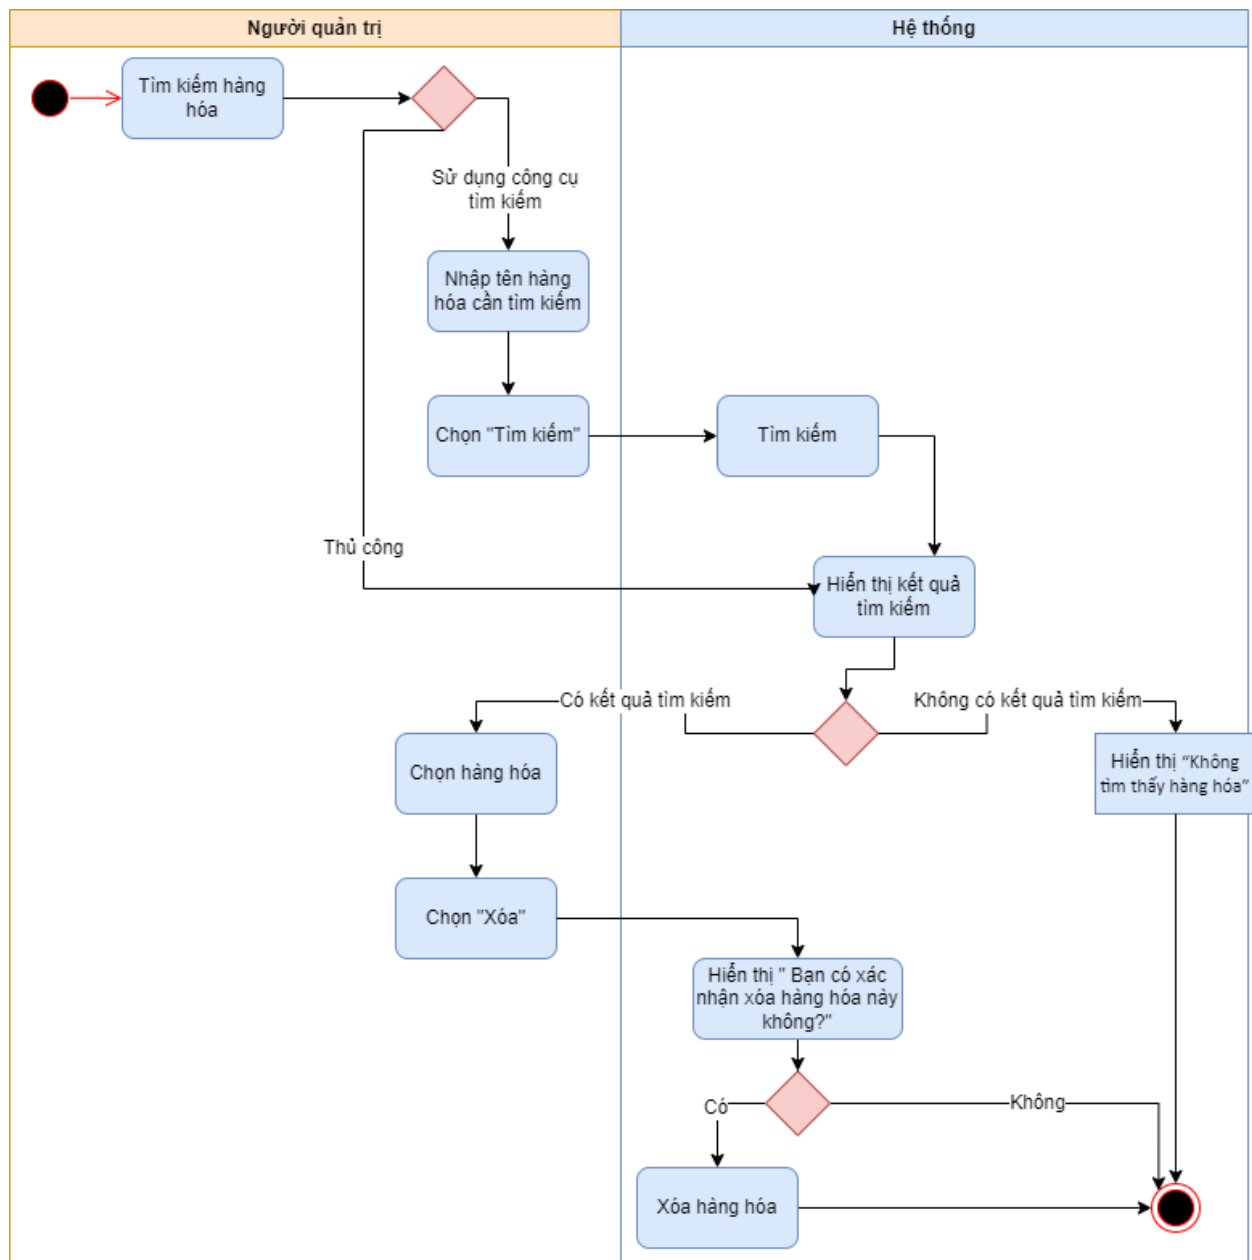 Người quản trị
Hệ thống
Tìm kiếm hàng
hóa
Sử dụng công cụ
tìm kiếm
Nhập tên hàng
hóa cần tìm kiếm
Chọn "Tìm kiếm"
Tìm kiếm
Thủ công
Hiển thị kết quả
tìm kiếm
Có kết quả tìm kiếm
Không có kết quả tìm kiếm
Chọn hàng hóa
Hiển thị “Không
tìm thấy hàng hóa”
Chọn "Xóa"
Hiển thị " Bạn có xác
nhận xóa hàng hóa này
không?"
Có
Không
Xóa hàng hóa